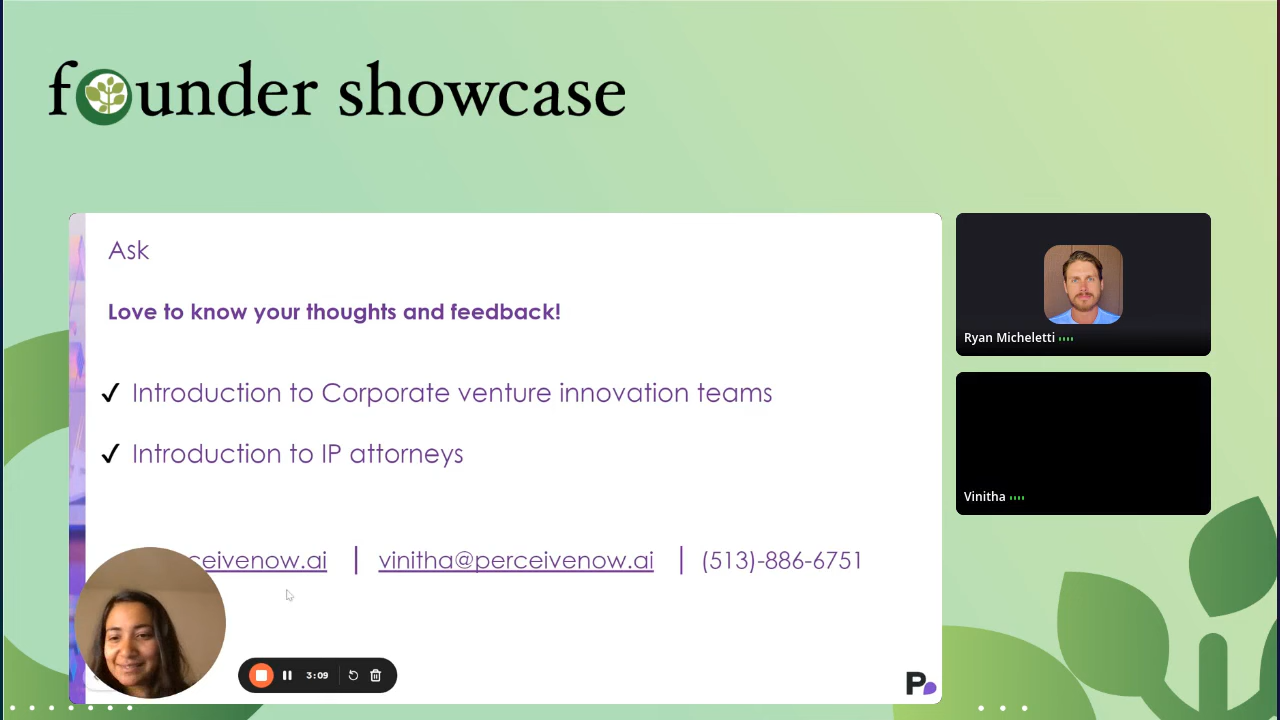 founder showcase
Ask
Love to know your thoughts and feedback!
✓ Introduction to Corporate venture innovation teams
✓ Introduction to IP attorneys
ceivenow.ai | vinitha@perceivenow.ai | (513)-886-6751
3:09
P
Ryan Micheletti
Vinitha